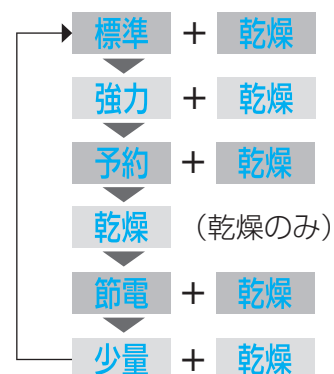 標準 + 乾燥
強力 + 乾燥
予約 + 乾燥
乾燥 （乾燥のみ）
節電 + 乾燥
少量 + 乾燥